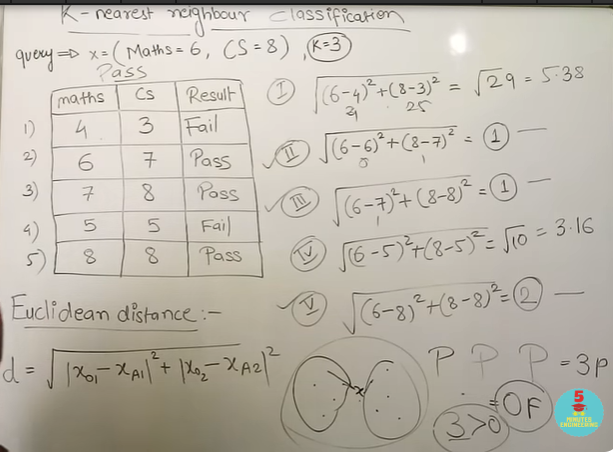 K-nearest neighbour Classification
query⇒ x=(Maths=6, CS=8), K=3
Pass
maths CS Result
1) 4 3 Fail
2) 6 7 Pass
3) 7 8 Pass
4) 5 5 Fail
5) 8 8 Pass
Euclidean distance:-
d = √|x₀₁-x_A1|²+|x₀₂-x_A2|²
I √(6-4)²+(8-3)² = √29 = 5.38
24 25
✓ II √(6-6)²+(8-7)² = 1 —
0 1
✓ III √(6-7)²+(8-8)² = 1 —
1
IV √(6-5)²+(8-5)² = √10 = 3.16
✓ V √(6-8)²+(8-8)² = 2 —
x
P P P = 3P
= 0F
3>0
5
MINUTES
ENGINEERING